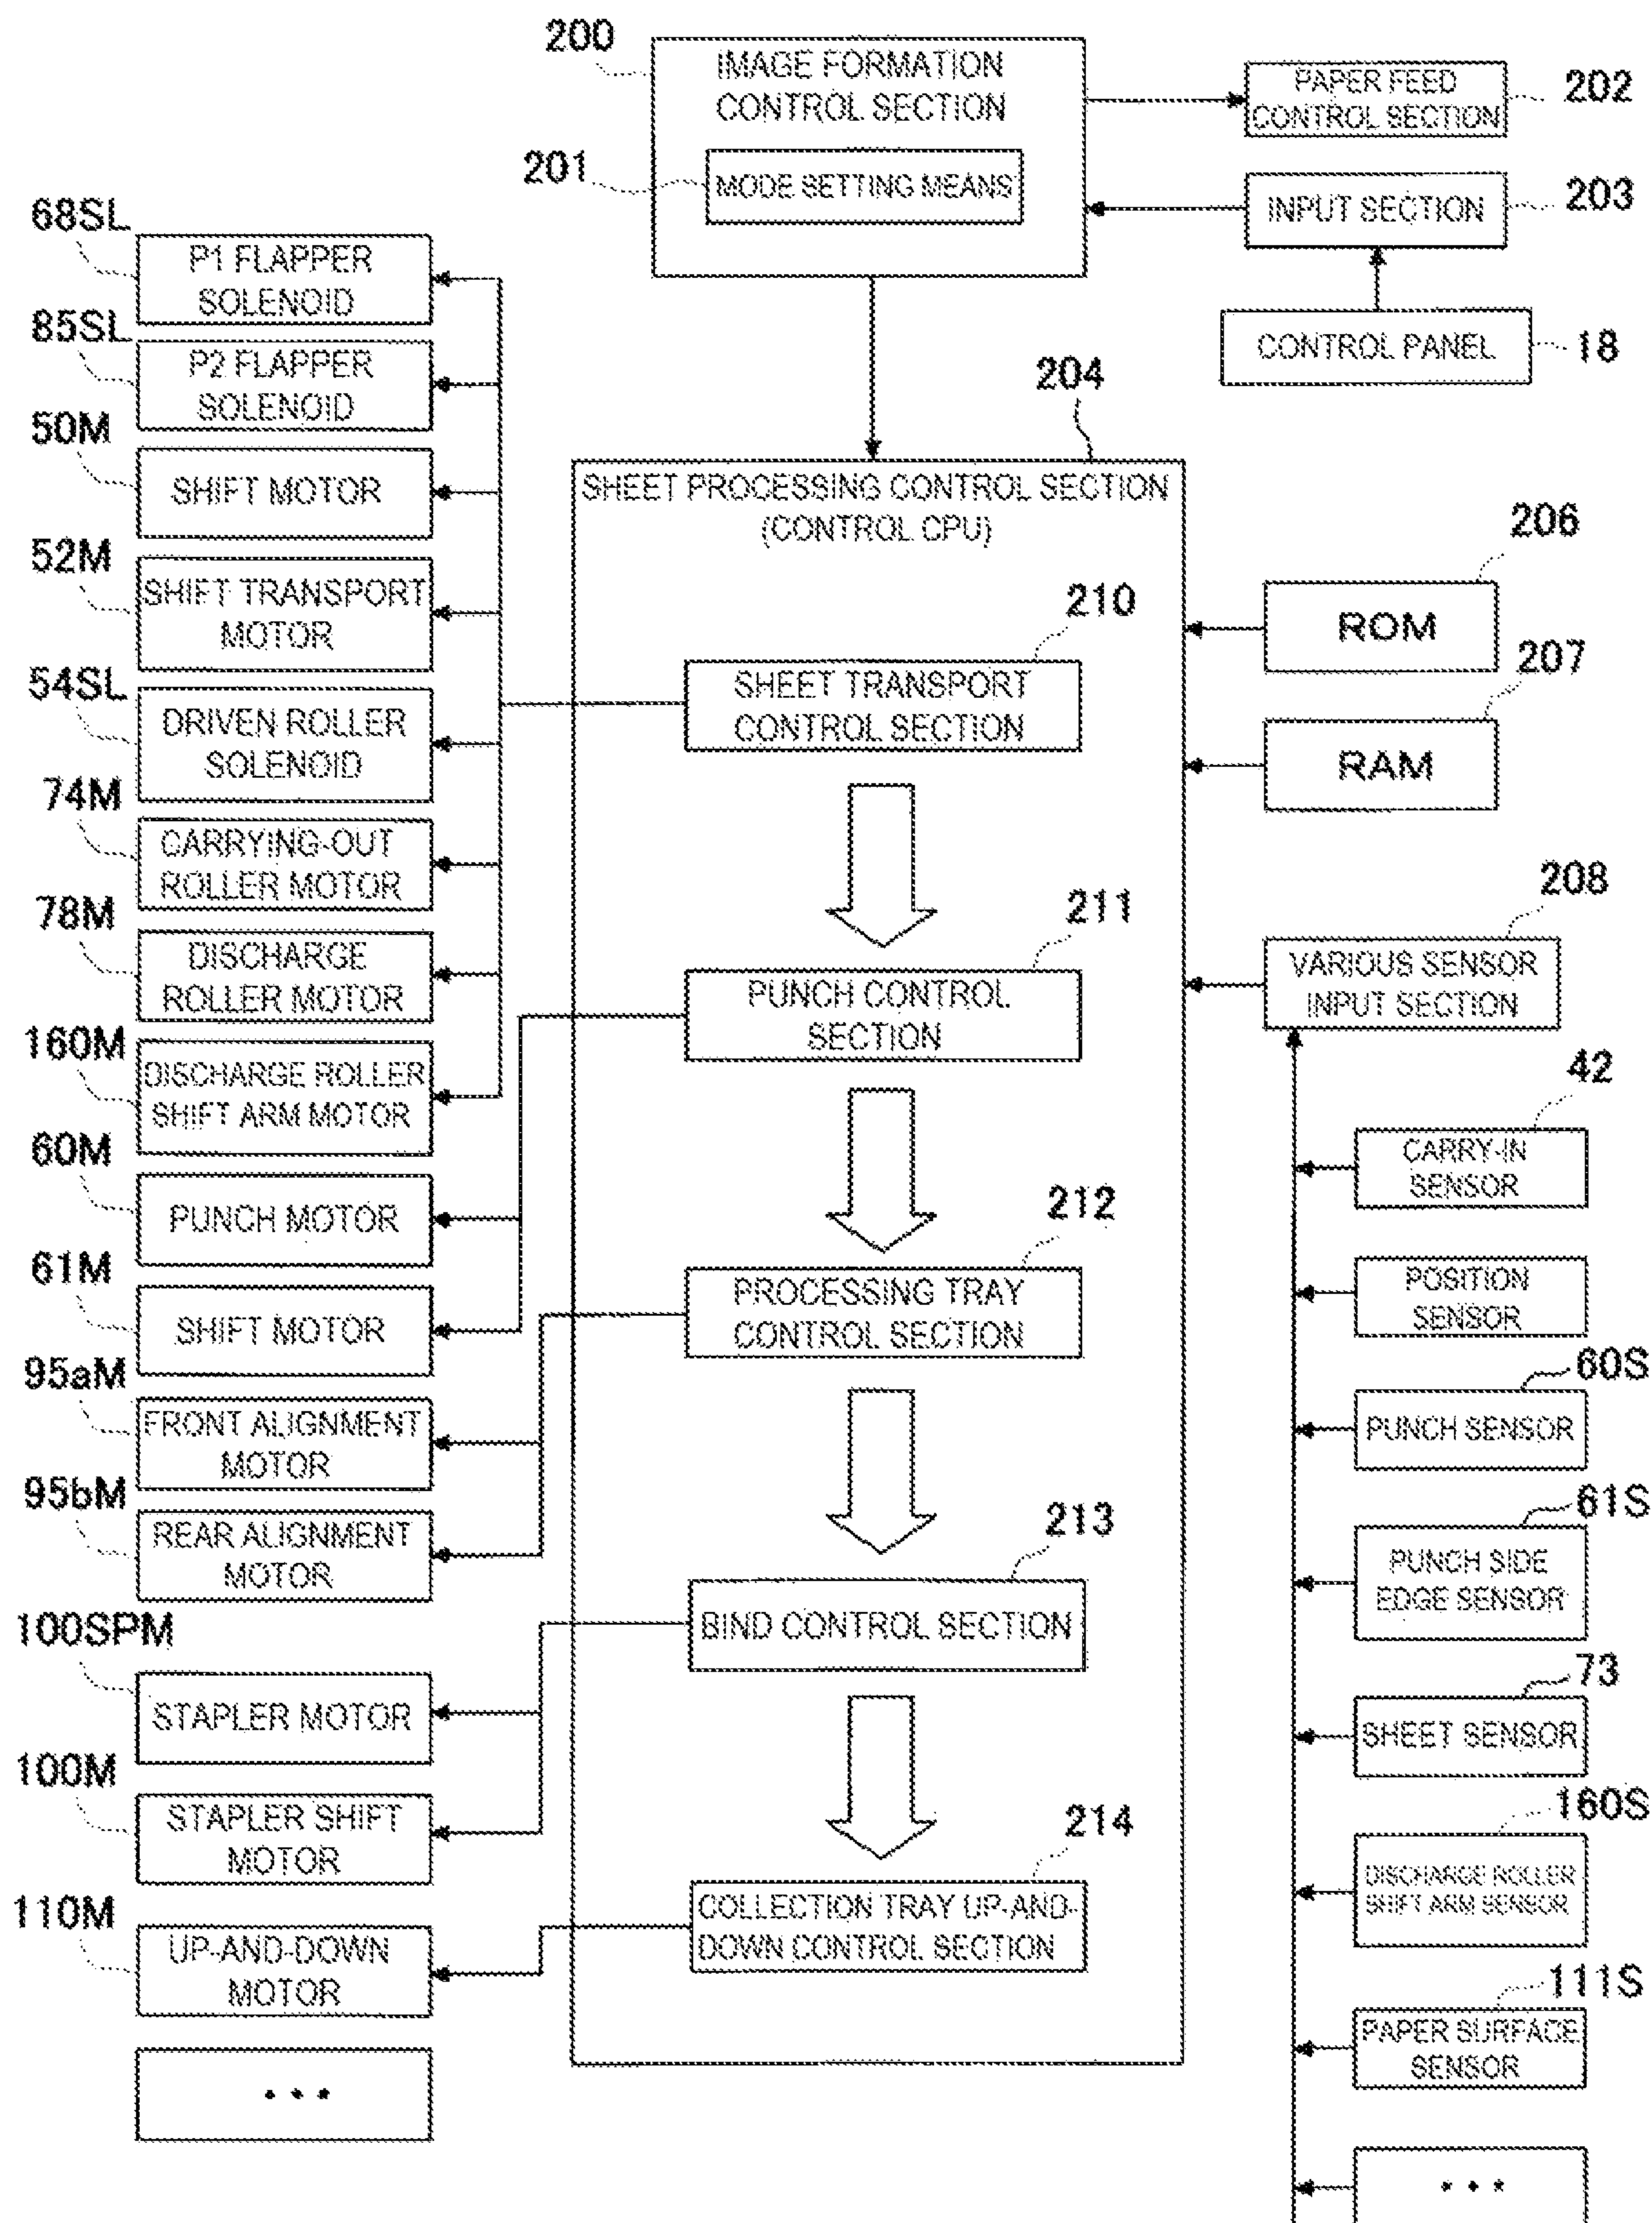 200
IMAGE FORMATION
CONTROL SECTION
201
MODE SETTING MEANS
PAPER FEED
CONTROL SECTION
202
INPUT SECTION
203
CONTROL PANEL
18
68SL
P1 FLAPPER
SOLENOID
85SL
P2 FLAPPER
SOLENOID
50M
SHIFT MOTOR
52M
SHIFT TRANSPORT
MOTOR
54SL
DRIVEN ROLLER
SOLENOID
74M
CARRYING-OUT
ROLLER MOTOR
78M
DISCHARGE
ROLLER MOTOR
160M
DISCHARGE ROLLER
SHIFT ARM MOTOR
60M
PUNCH MOTOR
61M
SHIFT MOTOR
95aM
FRONT ALIGNMENT
MOTOR
95bM
REAR ALIGNMENT
MOTOR
100SPM
STAPLER MOTOR
100M
STAPLER SHIFT
MOTOR
110M
UP-AND-DOWN
MOTOR
• • •
204
SHEET PROCESSING CONTROL SECTION
(CONTROL CPU)
210
SHEET TRANSPORT
CONTROL SECTION
211
PUNCH CONTROL
SECTION
212
PROCESSING TRAY
CONTROL SECTION
213
BIND CONTROL SECTION
214
COLLECTION TRAY UP-AND-
DOWN CONTROL SECTION
206
ROM
207
RAM
208
VARIOUS SENSOR
INPUT SECTION
42
CARRY-IN
SENSOR
POSITION
SENSOR
60S
PUNCH SENSOR
61S
PUNCH SIDE
EDGE SENSOR
73
SHEET SENSOR
160S
DISCHARGE ROLLER
SHIFT ARM SENSOR
111S
PAPER SURFACE
SENSOR
• • •